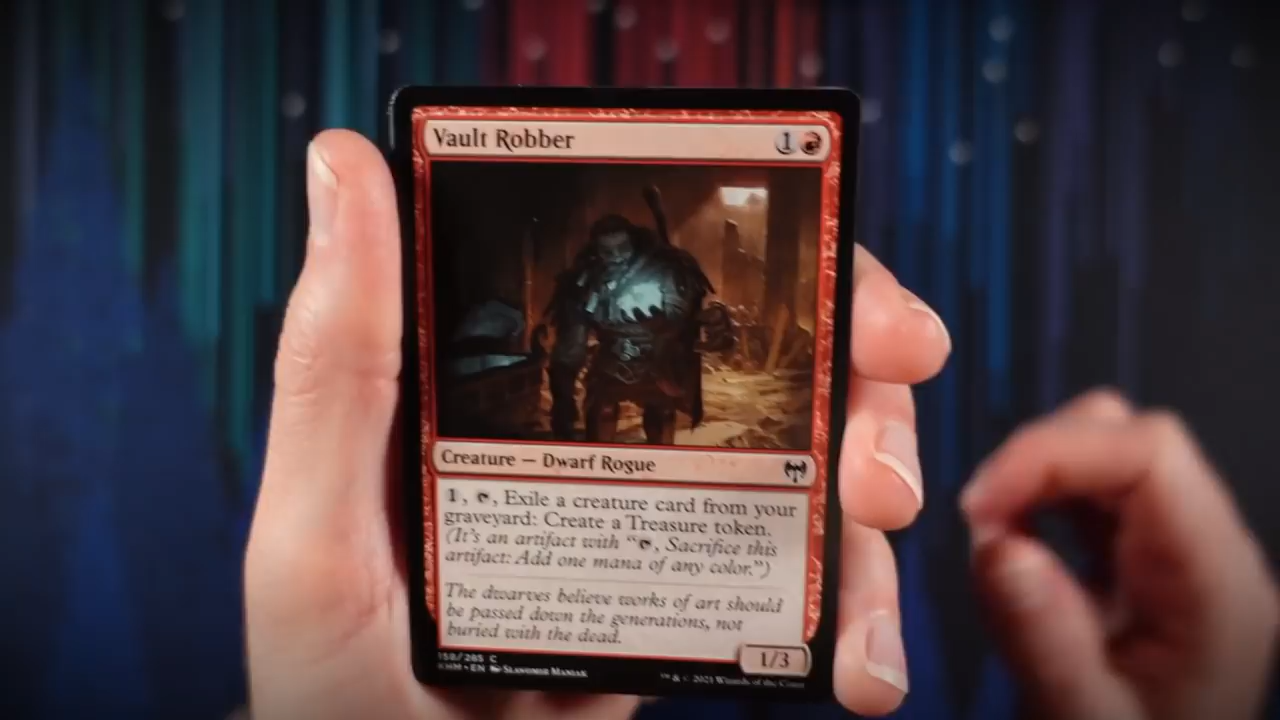 Vault Robber 1
Creature — Dwarf Rogue
1, , Exile a creature card from your
graveyard: Create a Treasure token.
(It's an artifact with “ , Sacrifice this
artifact: Add one mana of any color.”)
The dwarves believe works of art should
be passed down the generations, not
buried with the dead.
1/3
158/285 C
KHM • EN Slawomir Maniak
™ & © 2021 Wizards of the Coast